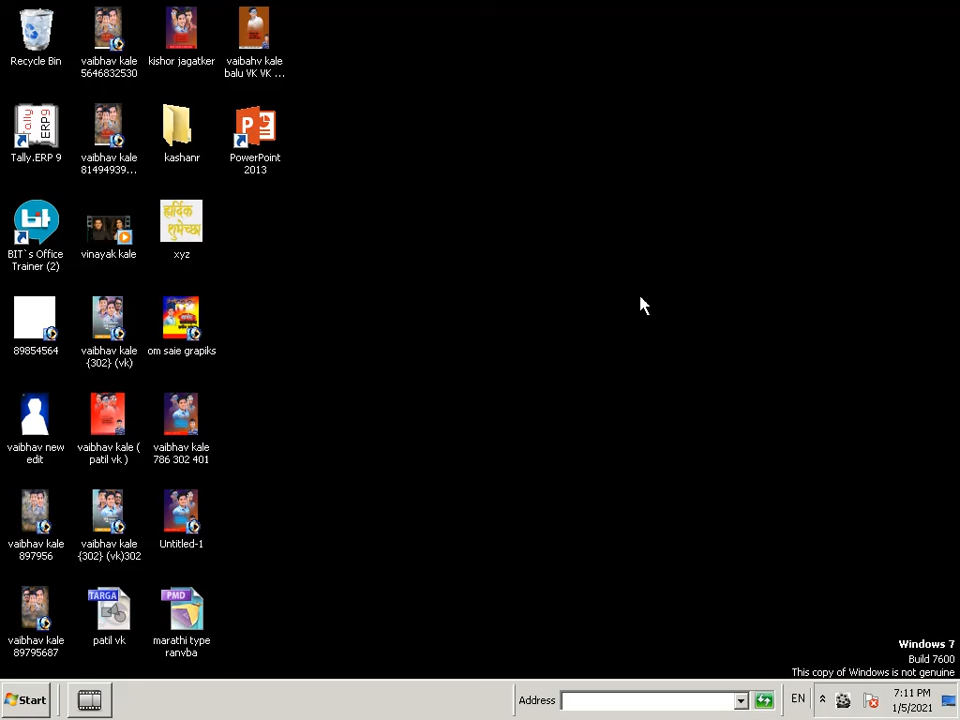 Recycle Bin
vaibhav kale
5646832530
kishor jagatker
vaibahv kale
balu VK VK ...
Tally
ERP9
Tally.ERP 9
vaibhav kale
81494939...
kashanr
P
PowerPoint
2013
BIT`s Office
Trainer (2)
vinayak kale
हार्दिक
शुभेच्छा
xyz
89854564
vaibhav kale
{302} (vk)
om saie grapiks
vaibhav new
edit
vaibhav kale (
patil vk )
vaibhav kale
786 302 401
vaibhav kale
897956
vaibhav kale
{302} (vk)302
Untitled-1
vaibhav kale
89795687
TARGA
patil vk
PMD
marathi type
ranvba
Windows 7
Build 7600
This copy of Windows is not genuine
Start
Address
EN
7:11 PM
1/5/2021